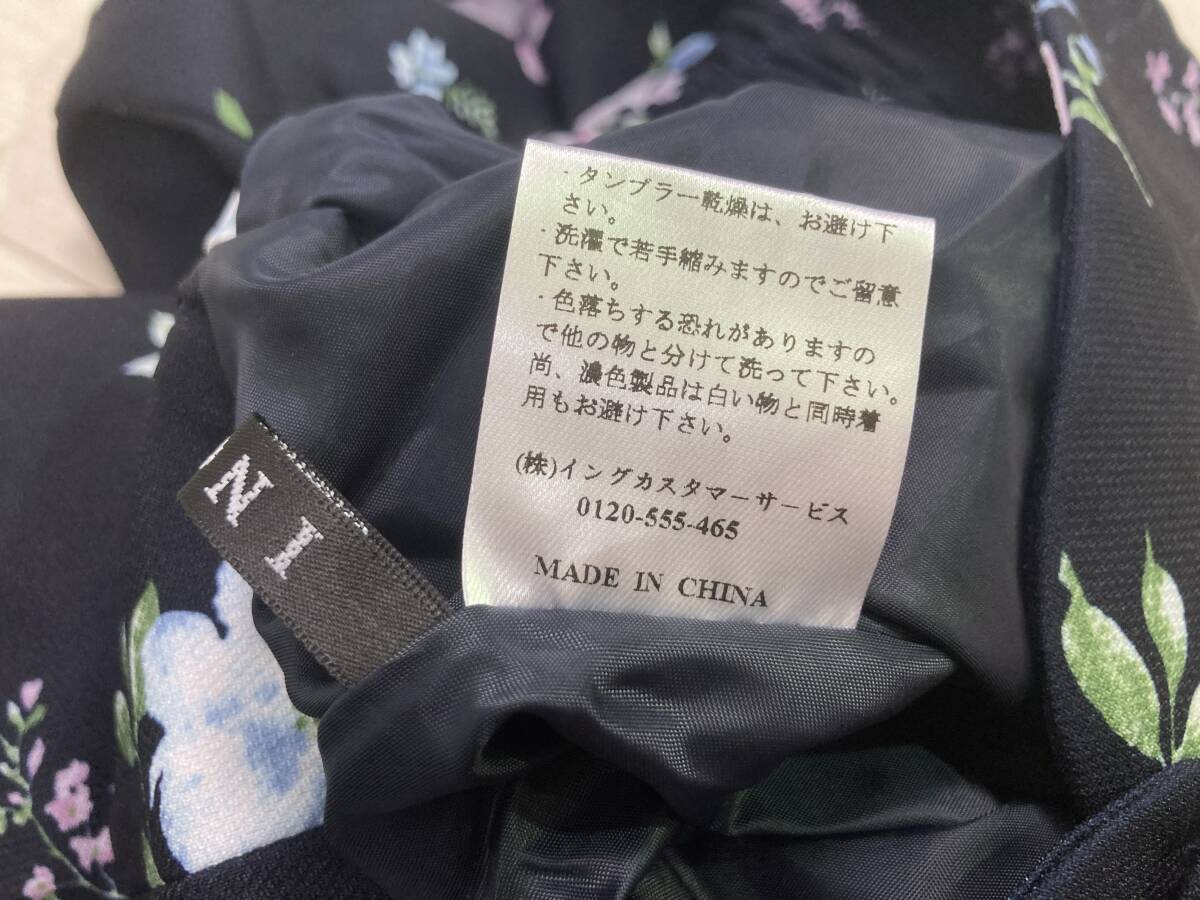 ・タンブラー乾燥は、お避け下
さい。
・洗濯で若手縮みますのでご留意
下さい。
・色落ちする恐れがありますの
で他の物と分けて洗って下さい。
尚、濃色製品は白い物と同時着
用もお避け下さい。
(株)イングカスタマーサービス
0120-555-465
MADE IN CHINA
NI